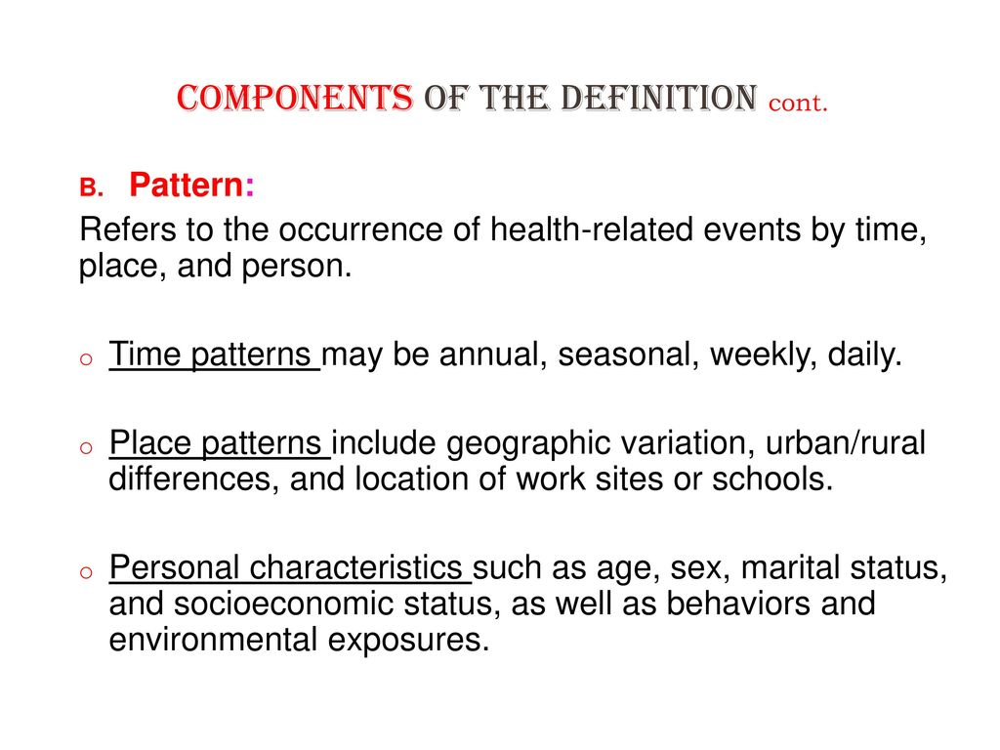 COMPONENTS OF THE DEFINITION cont.
B. Pattern:
Refers to the occurrence of health-related events by time,
place, and person.
o Time patterns may be annual, seasonal, weekly, daily.
o Place patterns include geographic variation, urban/rural
differences, and location of work sites or schools.
o Personal characteristics such as age, sex, marital status,
and socioeconomic status, as well as behaviors and
environmental exposures.